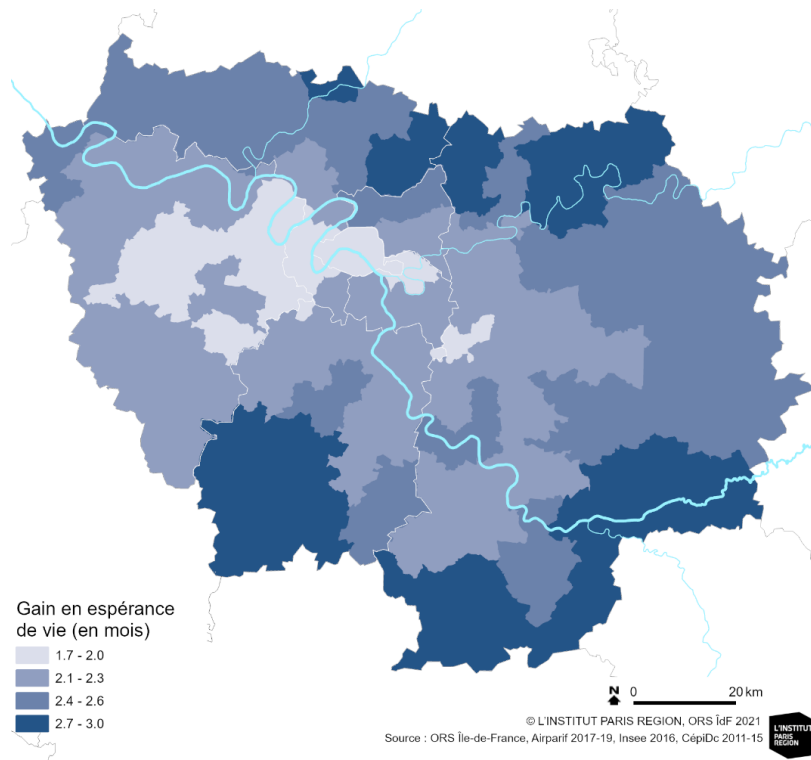 Gain en espérance
de vie (en mois)
1.7 - 2.0
2.1 - 2.3
2.4 - 2.6
2.7 - 3.0
N 0 20 km
© L'INSTITUT PARIS REGION, ORS ÎdF 2021
Source : ORS Île-de-France, Airparif 2017-19, Insee 2016, CépiDc 2011-15
L'INSTITUT
PARIS
REGION